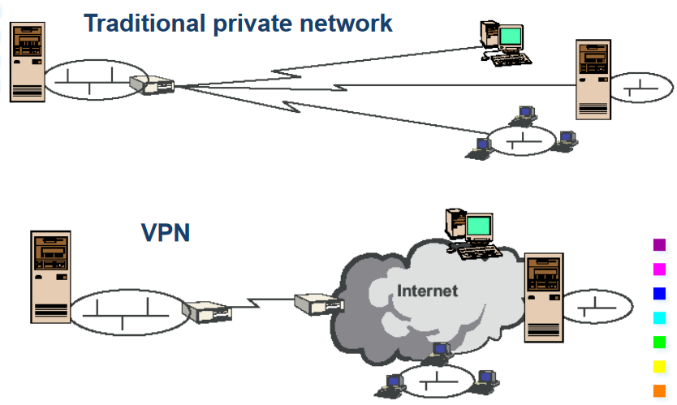 Traditional private network
VPN
Internet